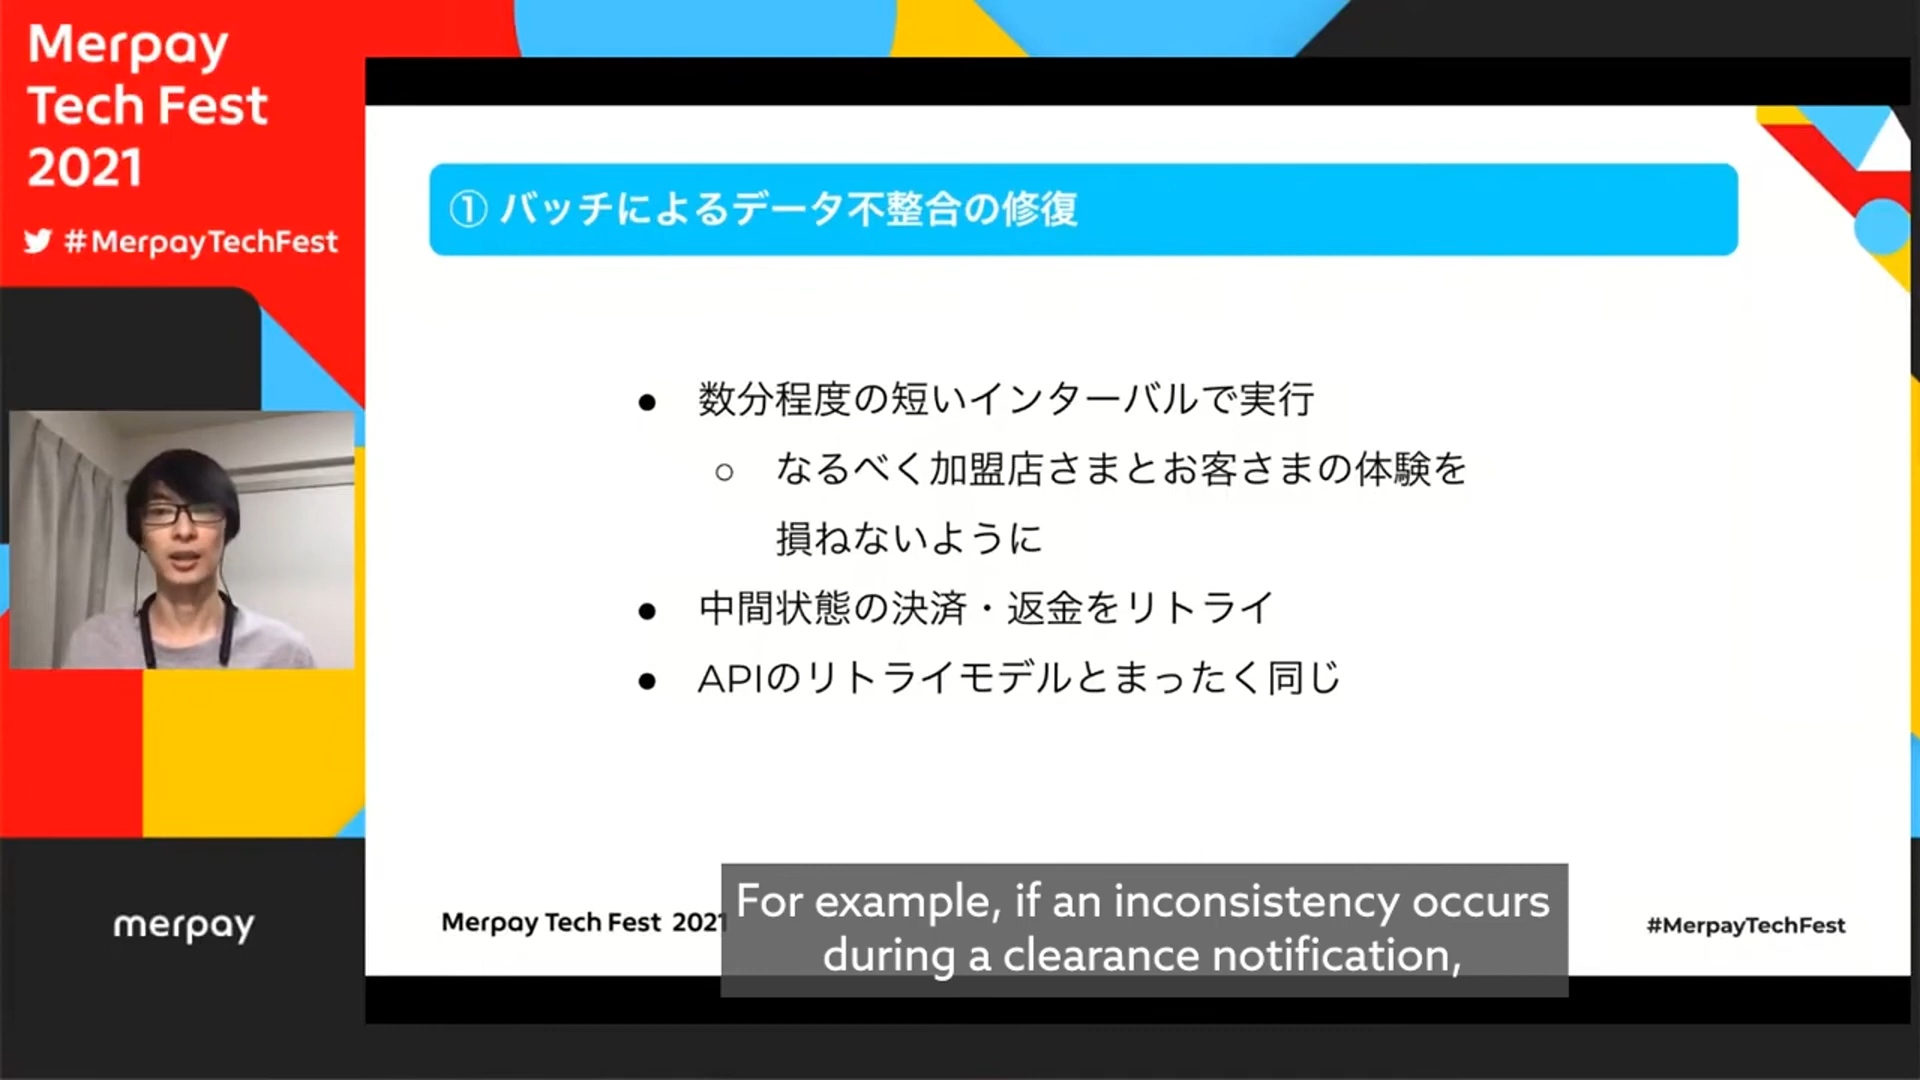 Merpay
Tech Fest
2021
#MerpayTechFest
① バッチによるデータ不整合の修復
● 数分程度の短いインターバルで実行
○ なるべく加盟店さまとお客さまの体験を
損ねないように
● 中間状態の決済・返金をリトライ
● APIのリトライモデルとまったく同じ
merpay
Merpay Tech Fest 2021
For example, if an inconsistency occurs
during a clearance notification,
#MerpayTechFest